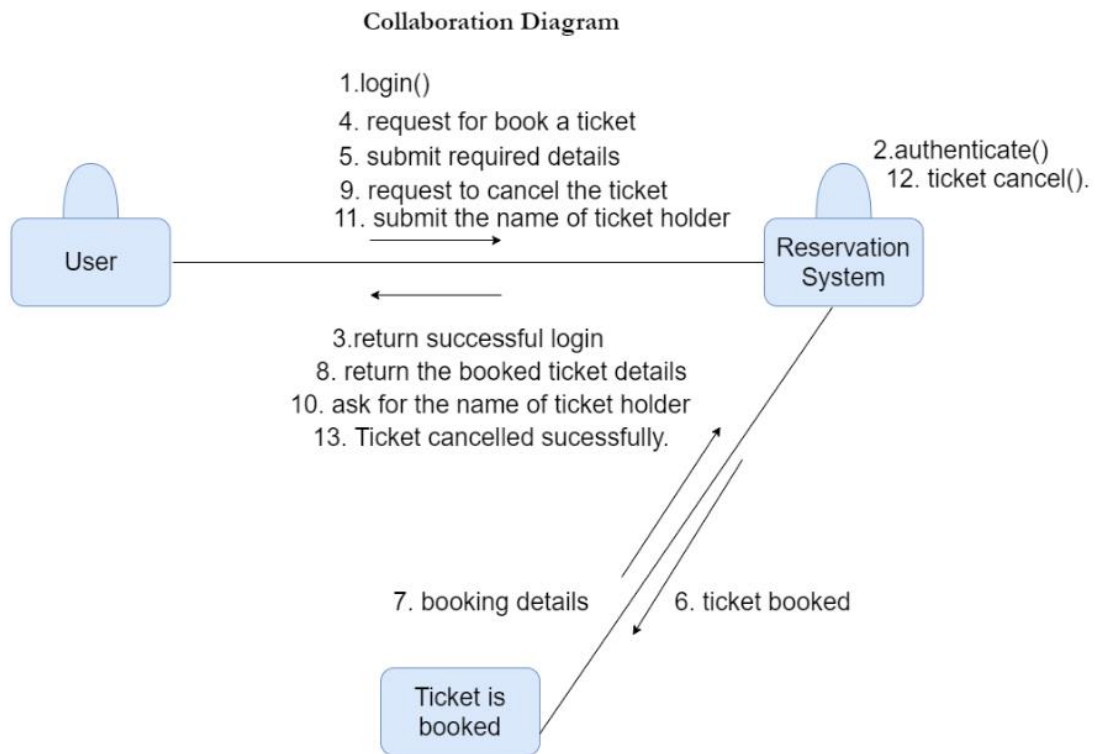 Collaboration Diagram
1.login()
4. request for book a ticket
5. submit required details
9. request to cancel the ticket
11. submit the name of ticket holder
2.authenticate()
12. ticket cancel().
User
Reservation
System
3.return successful login
8. return the booked ticket details
10. ask for the name of ticket holder
13. Ticket cancelled sucessfully.
7. booking details
6. ticket booked
Ticket is
booked